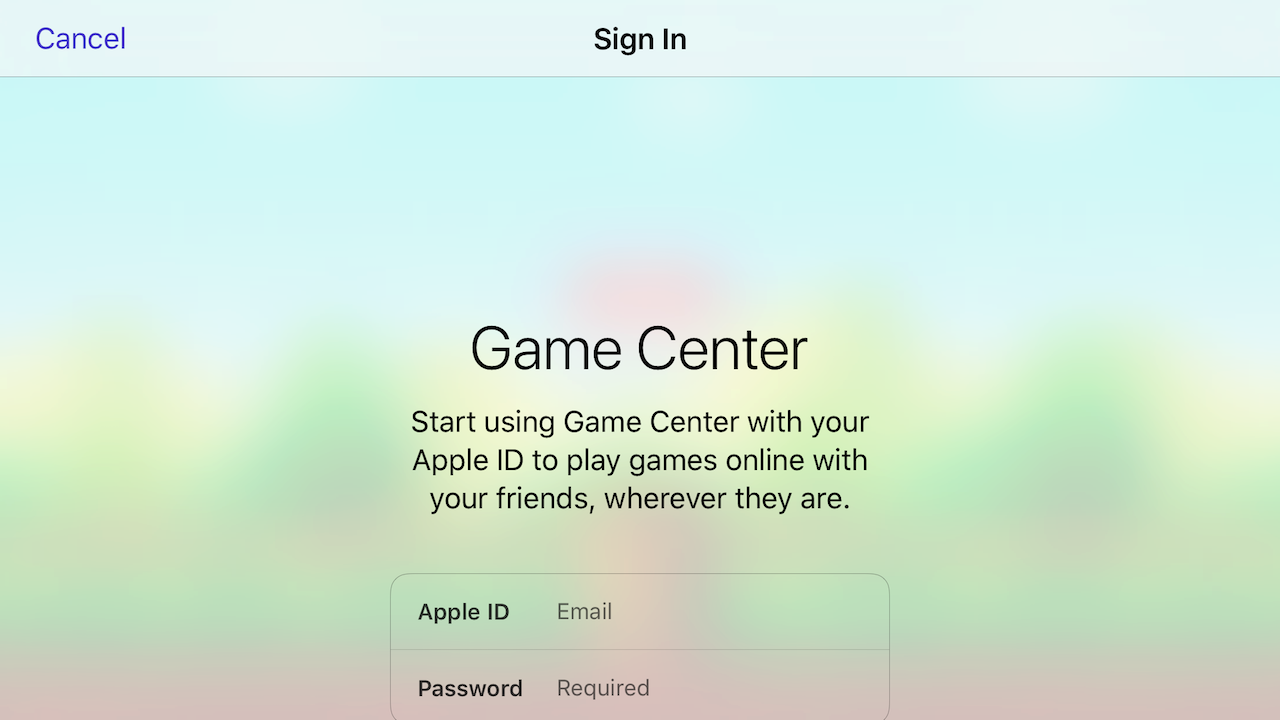 Cancel
Sign In
Game Center
Start using Game Center with your
Apple ID to play games online with
your friends, wherever they are.
Apple ID Email
Password Required